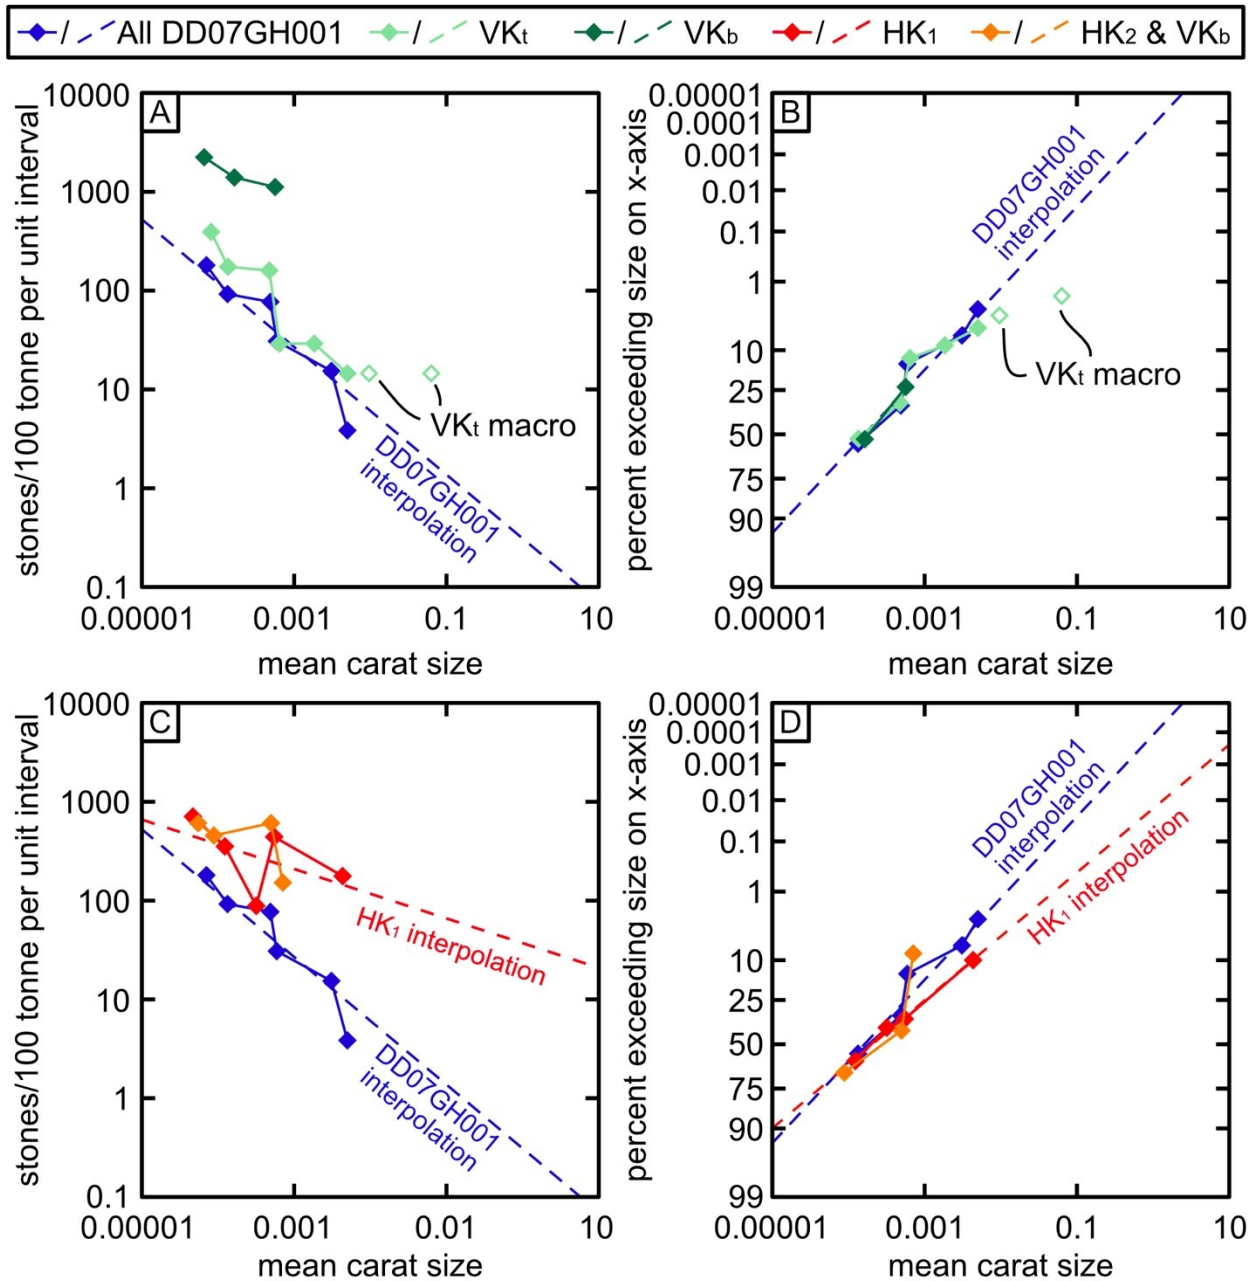 / All DD07GH001 / VKt / VKb / HK1 / HK2 & VKb
A
stones/100 tonne per unit interval
10000
1000
100
10
1
0.1
0.00001 0.001 0.1 10
mean carat size
VKt macro
DD07GH001
interpolation
B
percent exceeding size on x-axis
0.00001
0.0001
0.001
0.01
0.1
1
10
25
50
75
90
99
0.00001 0.001 0.1 10
mean carat size
DD07GH001
interpolation
VKt macro
C
stones/100 tonne per unit interval
10000
1000
100
10
1
0.1
0.00001 0.001 0.1 10
mean carat size
HK1 interpolation
DD07GH001
interpolation
D
percent exceeding size on x-axis
0.00001
0.0001
0.001
0.01
0.1
1
10
25
50
75
90
99
0.00001 0.001 0.1 10
mean carat size
DD07GH001
interpolation
HK1 interpolation